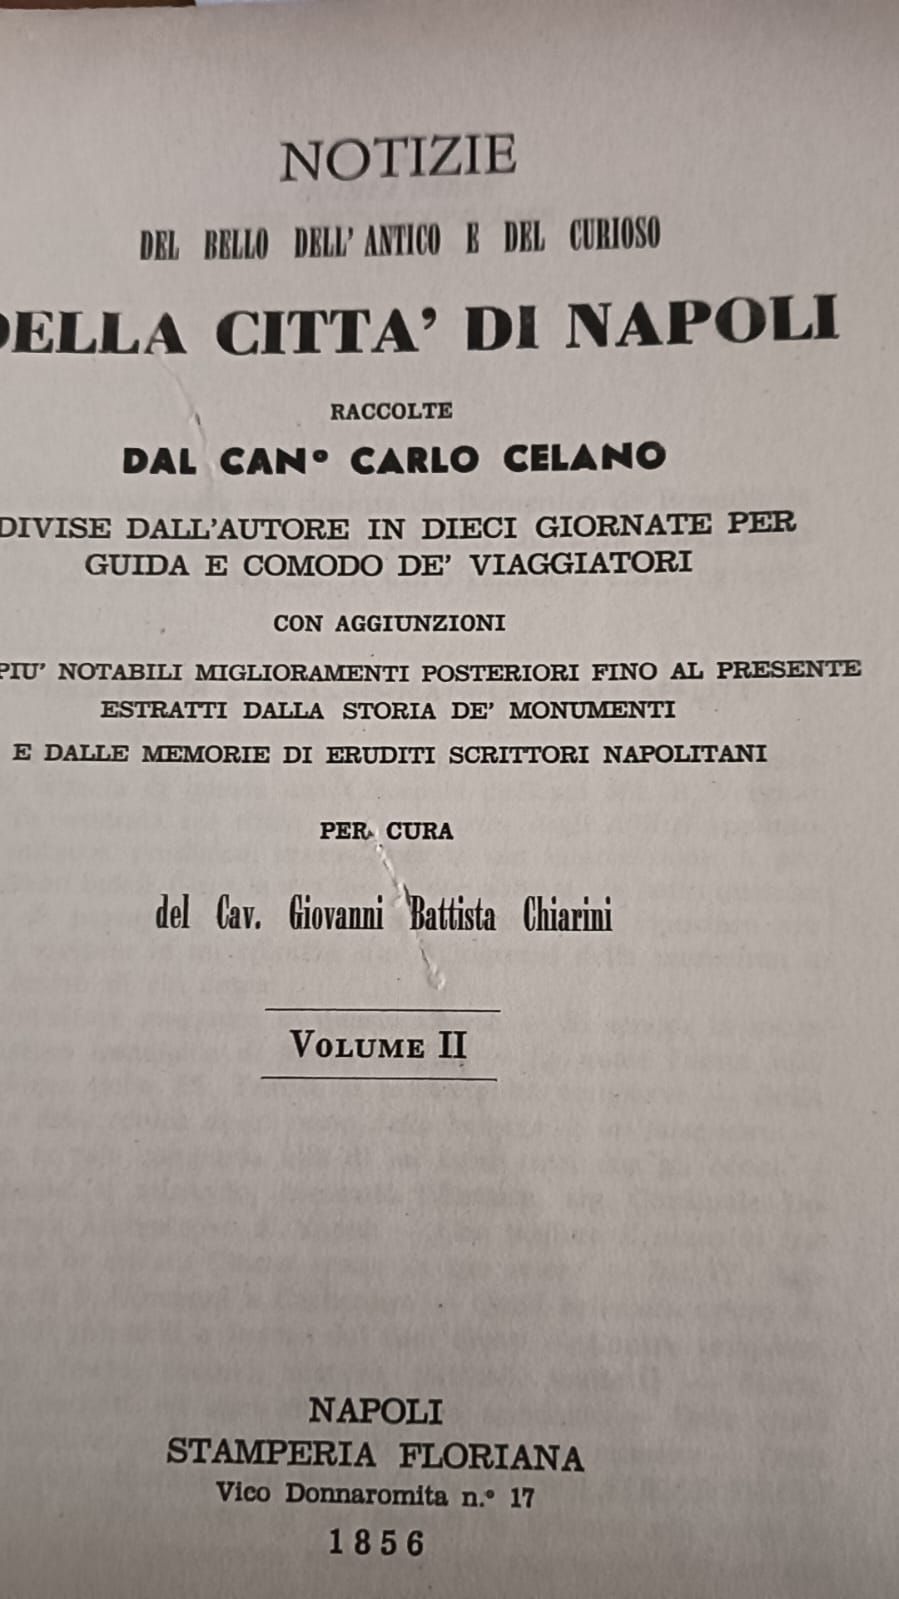 NOTIZIE
DEL BELLO DELL' ANTICO E DEL CURIOSO
DELLA CITTA' DI NAPOLI
RACCOLTE
DAL CANº CARLO CELANO
DIVISE DALL'AUTORE IN DIECI GIORNATE PER
GUIDA E COMODO DE' VIAGGIATORI
CON AGGIUNZIONI
PIU' NOTABILI MIGLIORAMENTI POSTERIORI FINO AL PRESENTE
ESTRATTI DALLA STORIA DE' MONUMENTI
E DALLE MEMORIE DI ERUDITI SCRITTORI NAPOLITANI
PER CURA
del Cav. Giovanni Battista Chiarini
VOLUME II
NAPOLI
STAMPERIA FLORIANA
Vico Donnaromita n.º 17
1856